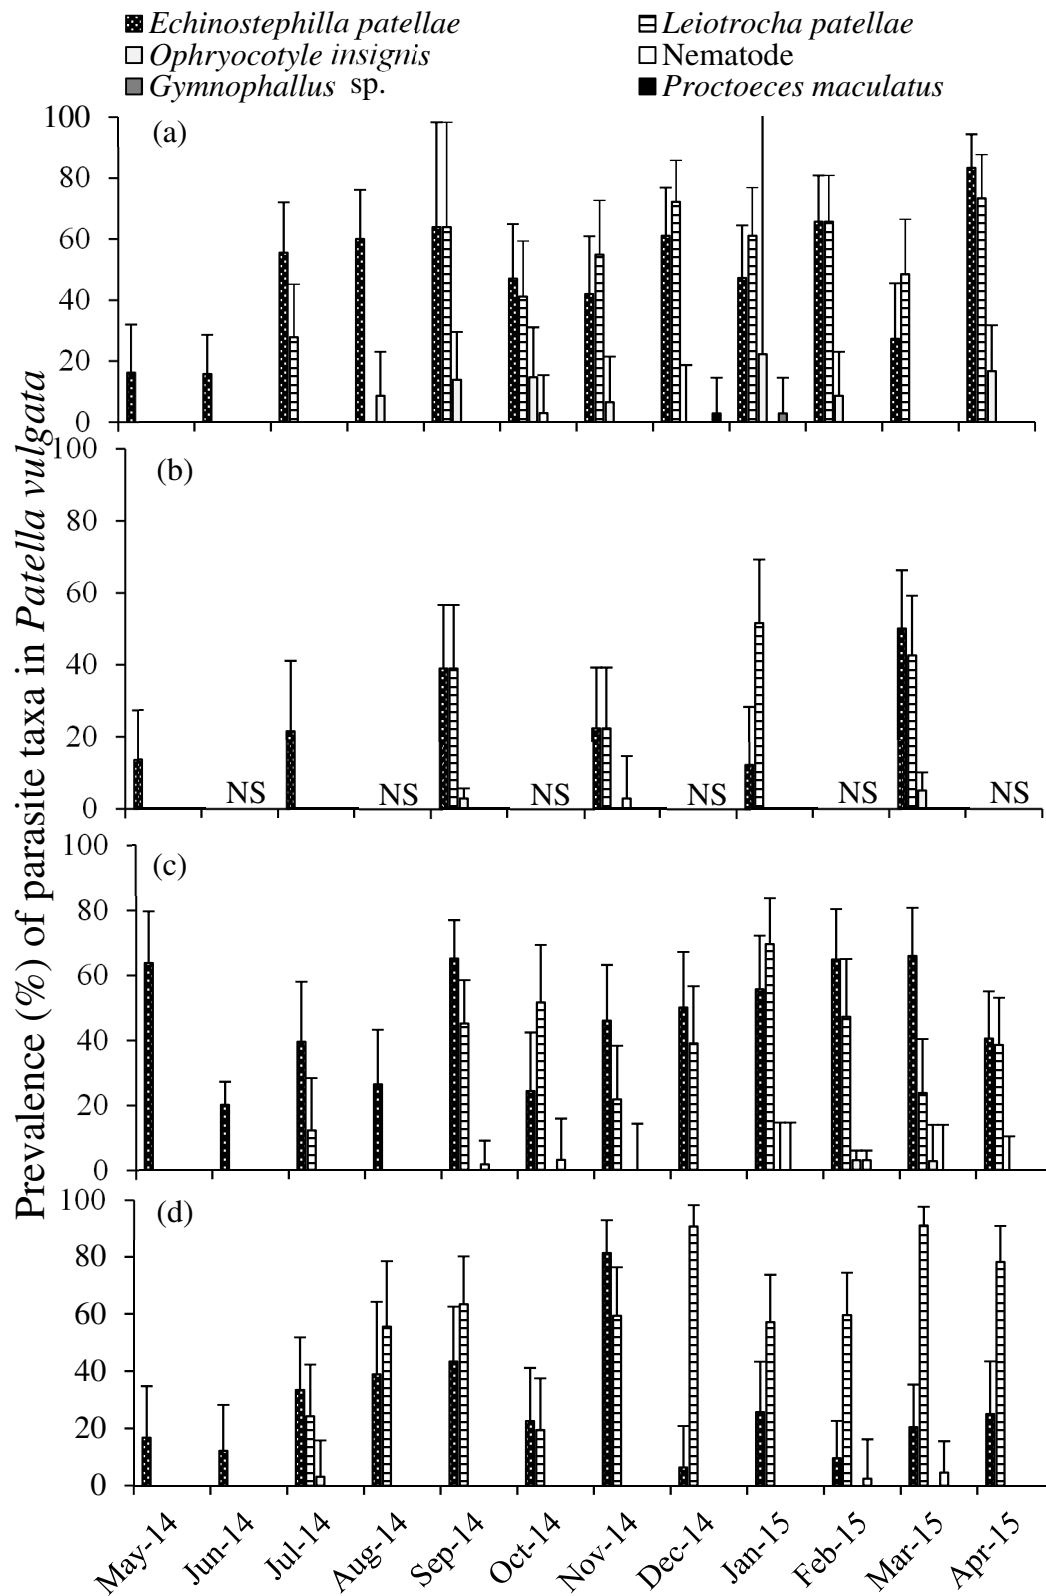 Echinostephilla patellae Leiotrocha patellae
Ophryocotyle insignis Nematode
Gymnophallus sp. Proctoeces maculatus
Prevalence (%) of parasite taxa in Patella vulgata
(a)
100
80
60
40
20
0
(b)
100
80
60
40
20
0
NS NS NS NS NS NS
(c)
100
80
60
40
20
0
(d)
100
80
60
40
20
0
May-14 Jun-14 Jul-14 Aug-14 Sep-14 Oct-14 Nov-14 Dec-14 Jan-15 Feb-15 Mar-15 Apr-15